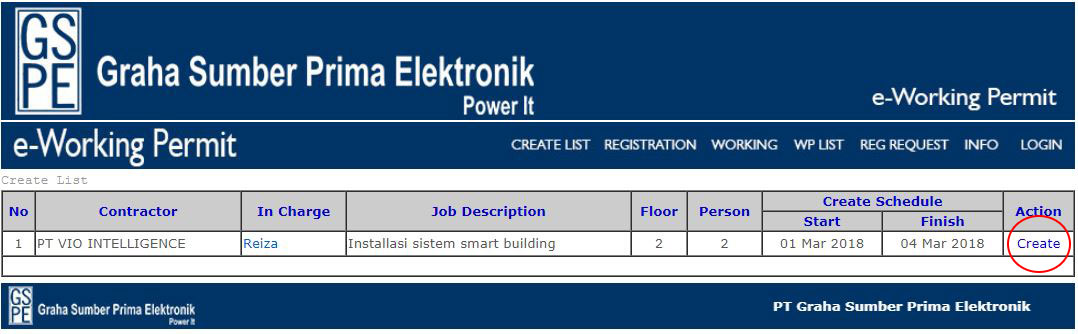 GS
PE
Graha Sumber Prima Elektronik
Power It
e-Working Permit
e-Working Permit CREATE LIST REGISTRATION WORKING WP LIST REG REQUEST INFO LOGIN
Create List
No Contractor In Charge Job Description Floor Person Create Schedule Action
Start Finish
1 PT VIO INTELLIGENCE Reiza Installasi sistem smart building 2 2 01 Mar 2018 04 Mar 2018 Create
GS
PE
Graha Sumber Prima Elektronik
Power It
PT Graha Sumber Prima Elektronik